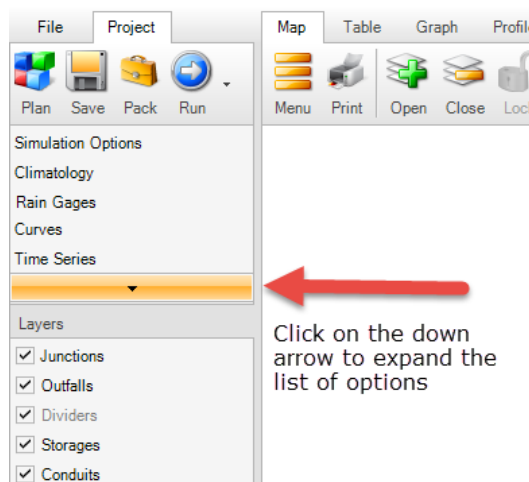 File Project Map Table Graph Profile
Plan Save Pack Run Menu Print Open Close Lock
Simulation Options
Climatology
Rain Gages
Curves
Time Series
Click on the down
arrow to expand the
list of options
Layers
Junctions
Outfalls
Dividers
Storages
Conduits